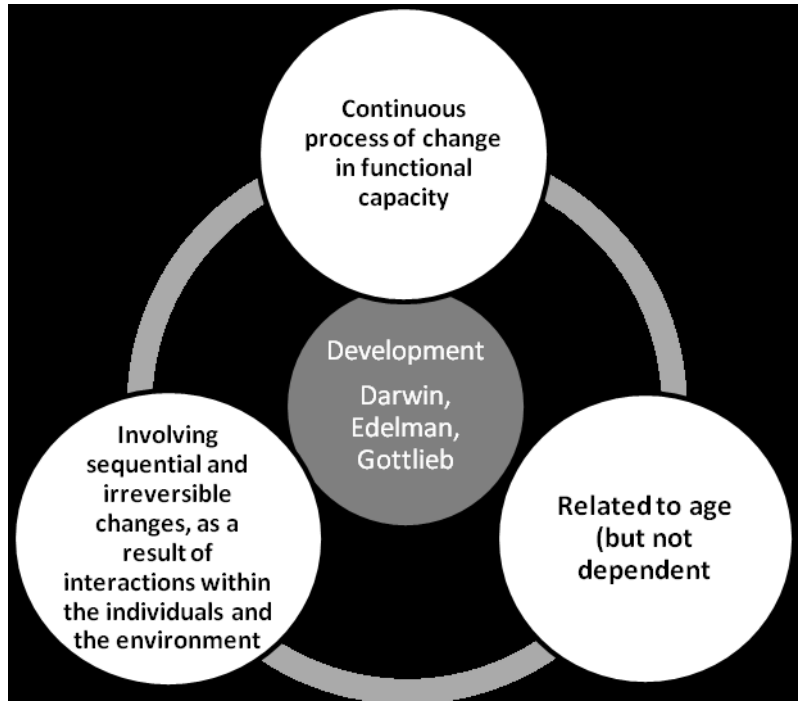 Continuous
process of change
in functional
capacity
Development
Darwin,
Edelman,
Gottlieb
Involving
sequential and
irreversible
changes, as a
result of
interactions within
the individuals and
the environment
Related to age
(but not
dependent